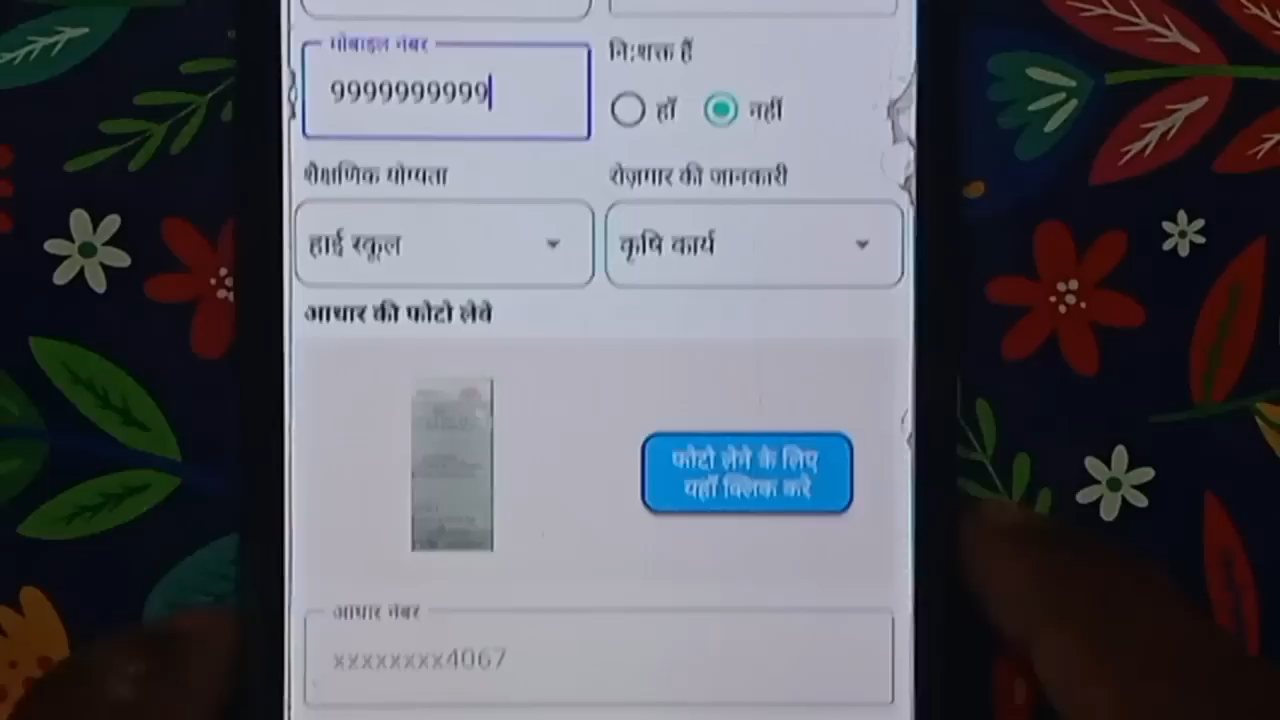 मोबाइल नंबर
9999999999
नि:शक्त हैं
हाँ नहीं
शैक्षणिक योग्यता
रोज़गार की जानकारी
हाई स्कूल
कृषि कार्य
आधार की फोटो लेवे
फोटो लेने के लिए
यहाँ क्लिक करे
आधार नंबर
xxxxxxxx4067